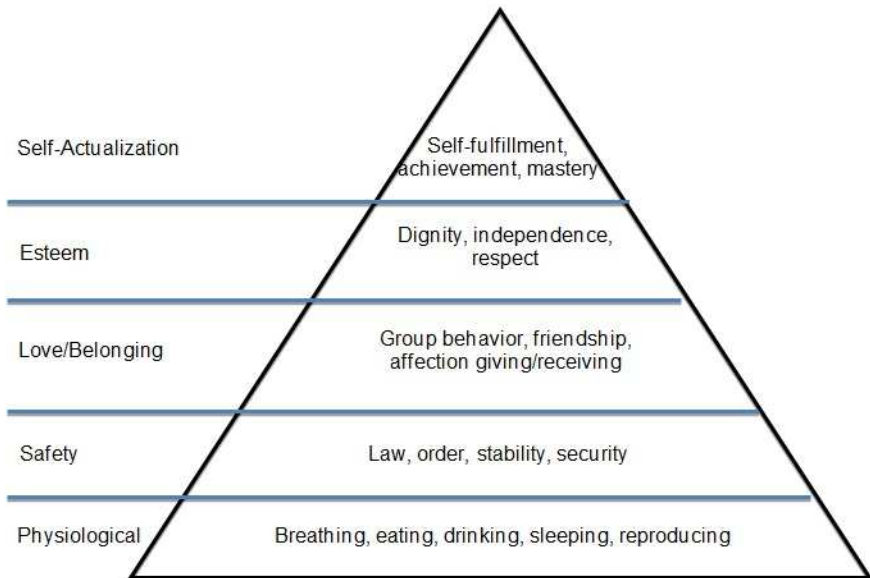 Self-Actualization
Self-fulfillment,
achievement, mastery
Esteem
Dignity, independence,
respect
Love/Belonging
Group behavior, friendship,
affection giving/receiving
Safety
Law, order, stability, security
Physiological
Breathing, eating, drinking, sleeping, reproducing